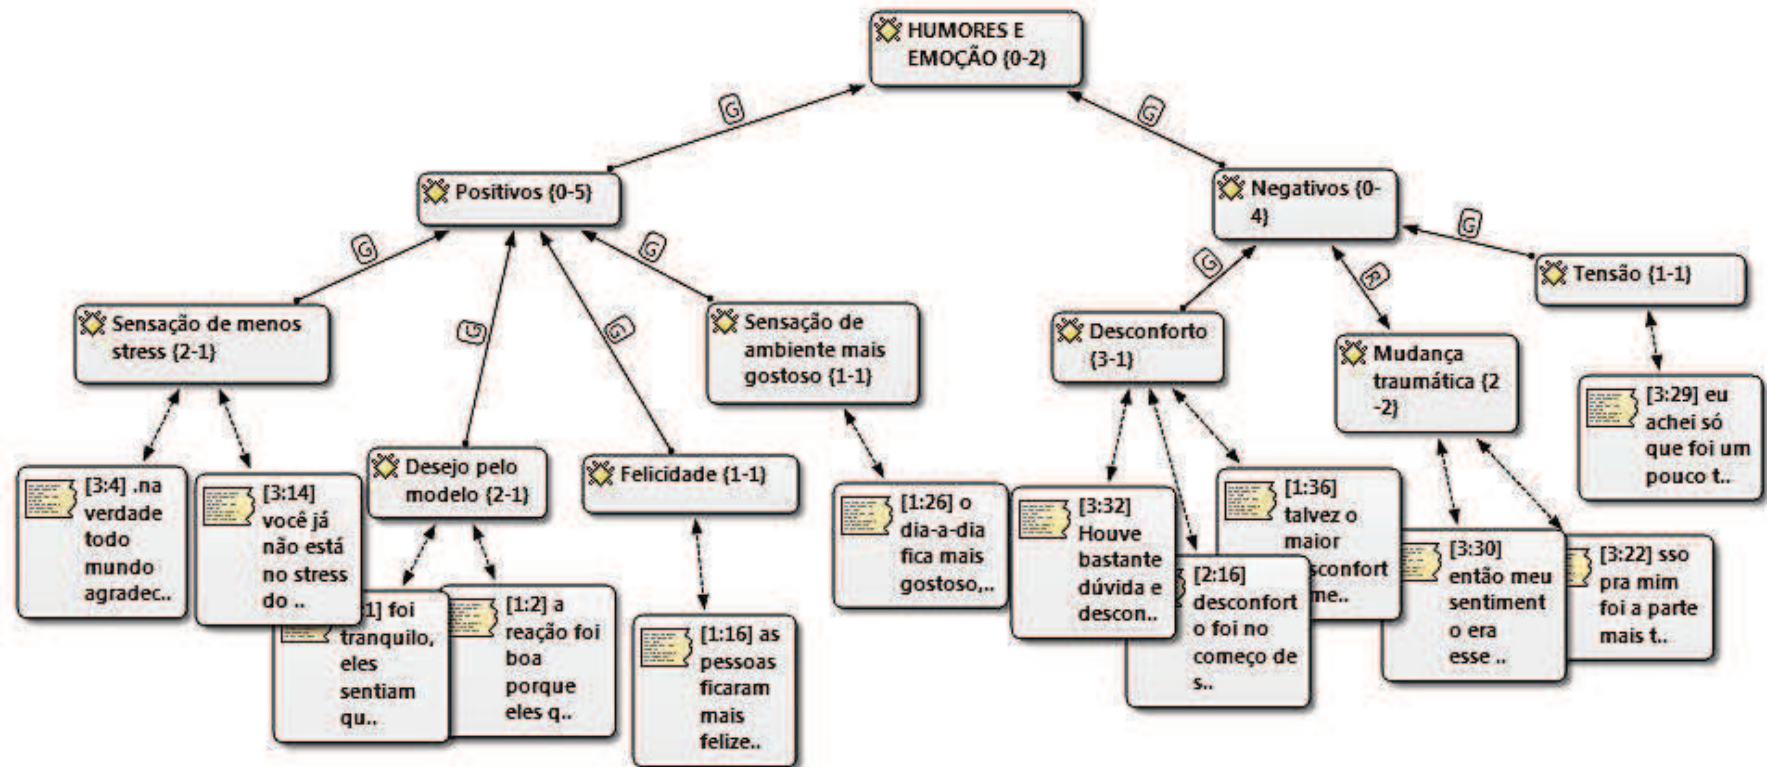 HUMORES E
EMOÇÃO {0-2}
G
G
Positivos {0-5}
Negativos {0-
4}
G
G
G
G
G
R
G
Sensação de menos
stress {2-1}
Desejo pelo
modelo {2-1}
Felicidade {1-1}
Sensação de
ambiente mais
gostoso {1-1}
Desconforto
{3-1}
Mudança
traumática {2
-2}
Tensão {1-1}
[3:4] .na
verdade
todo
mundo
agradec..
[3:14]
você já
não está
no stress
do ..
1] foi
tranquilo,
eles
sentiam
qu..
[1:2] a
reação foi
boa
porque
eles q..
[1:16] as
pessoas
ficaram
mais
felize..
[1:26] o
dia-a-dia
fica mais
gostoso,..
[3:32]
Houve
bastante
dúvida e
descon..
[2:16]
desconfort
o foi no
começo de
s..
[1:36]
talvez o
maior
sconfort
me..
[3:30]
então meu
sentiment
o era
esse ..
[3:22] sso
pra mim
foi a parte
mais t..
[3:29] eu
achei só
que foi um
pouco t..